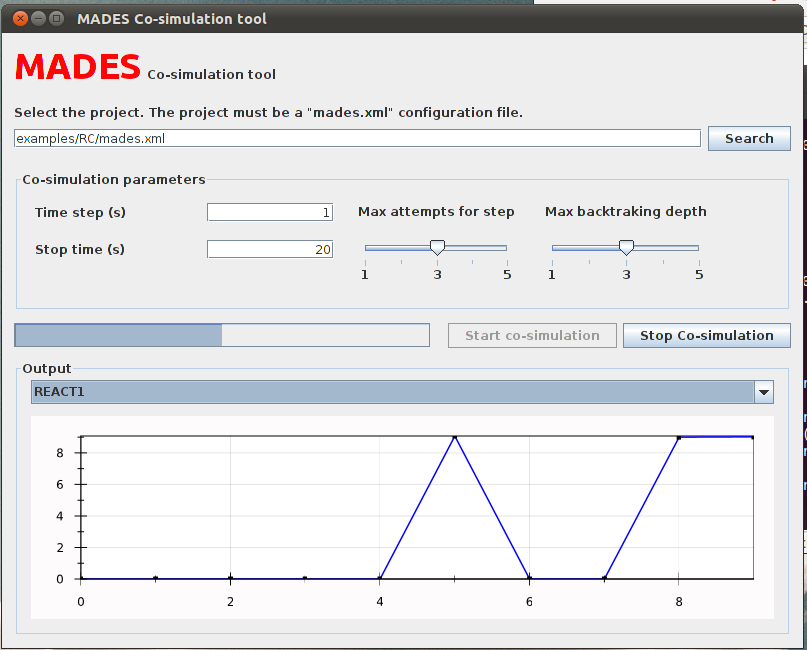 MADES Co-simulation tool
MADES Co-simulation tool
Select the project. The project must be a "mades.xml" configuration file.
examples/RC/mades.xml Search
Co-simulation parameters
Time step (s) 1 Max attempts for step Max backtraking depth
Stop time (s) 20
1 3 5 1 3 5
Start co-simulation Stop Co-simulation
Output
REACT1
8
6
4
2
0
0 2 4 6 8